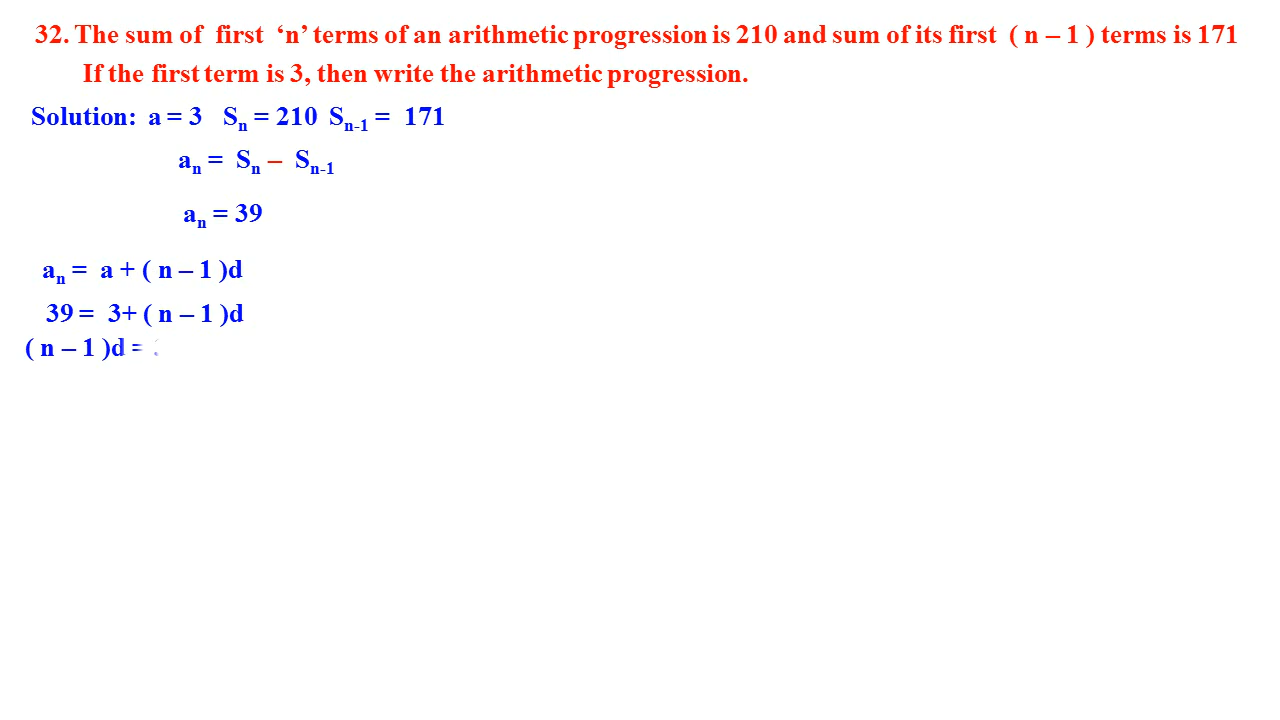 32. The sum of first ‘n’ terms of an arithmetic progression is 210 and sum of its first ( n – 1 ) terms is 171
If the first term is 3, then write the arithmetic progression.
Solution: a = 3 Sₙ = 210 Sₙ₋₁ = 171
aₙ = Sₙ – Sₙ₋₁
aₙ = 39
aₙ = a + ( n – 1 )d
39 = 3+ ( n – 1 )d
( n – 1 )d =